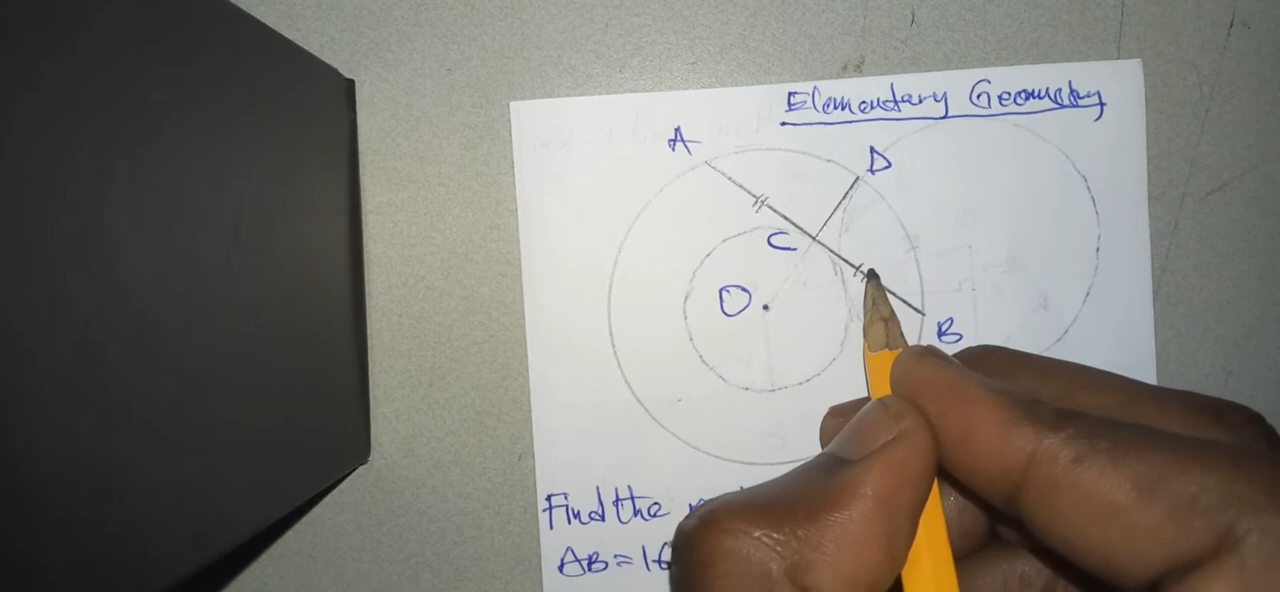 Elementary Geometry
A
D
C
O
B
Find the
AB = 16